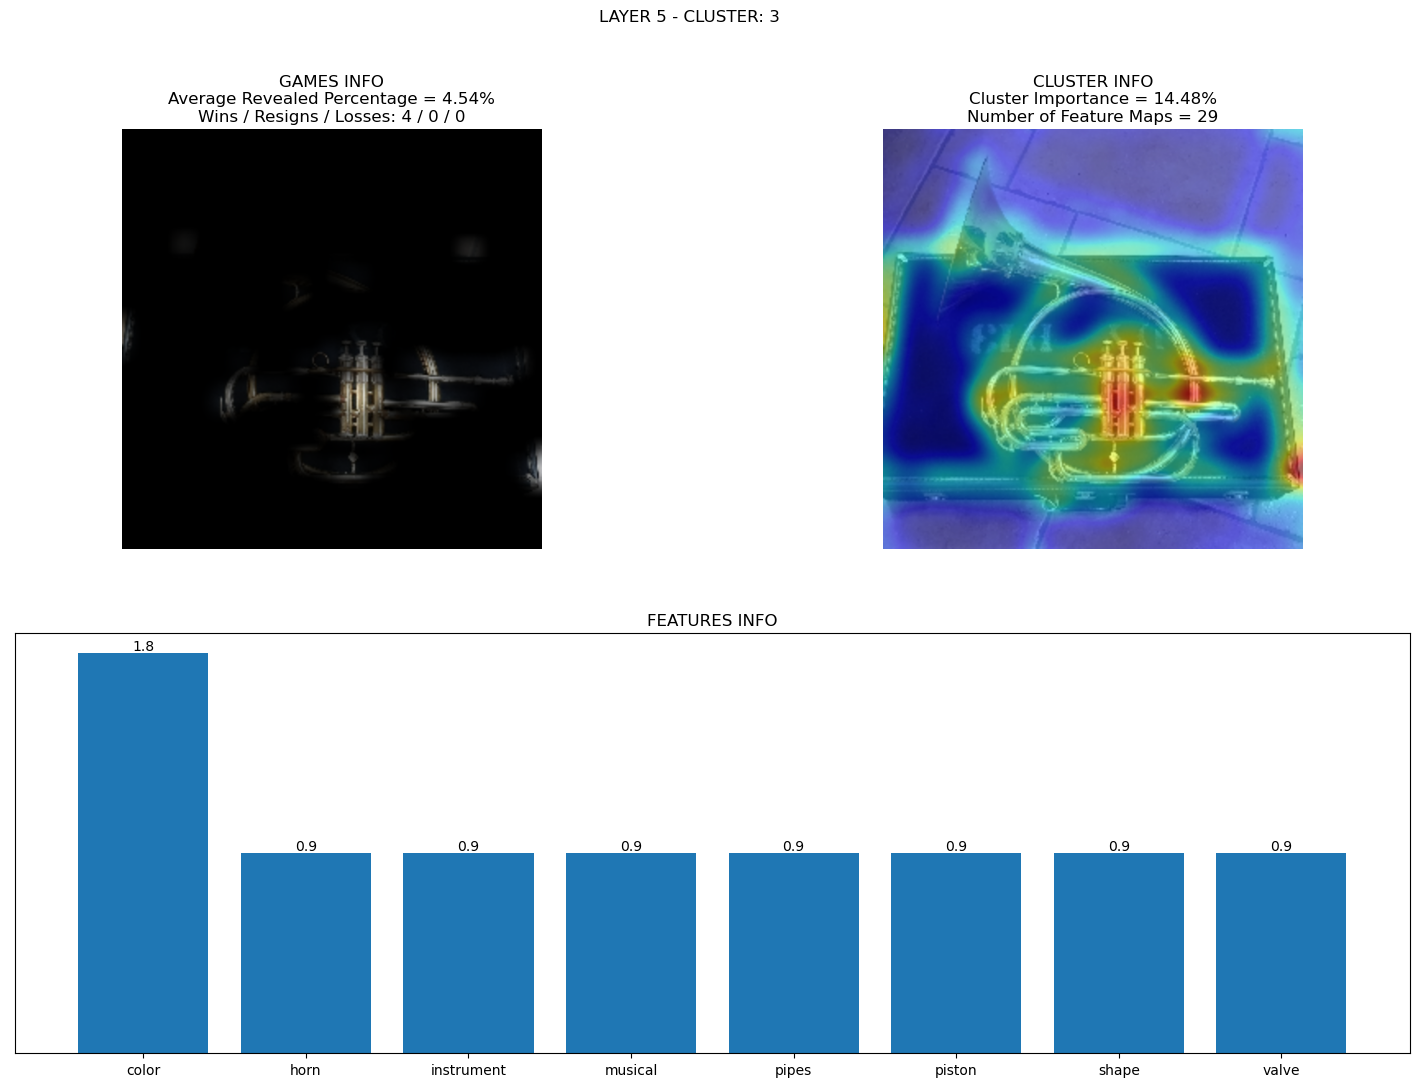 LAYER 5 - CLUSTER: 3
GAMES INFO
Average Revealed Percentage = 4.54%
Wins / Resigns / Losses: 4 / 0 / 0
CLUSTER INFO
Cluster Importance = 14.48%
Number of Feature Maps = 29
FEATURES INFO
1.8
0.9
0.9
0.9
0.9
0.9
0.9
0.9
color
horn
instrument
musical
pipes
piston
shape
valve